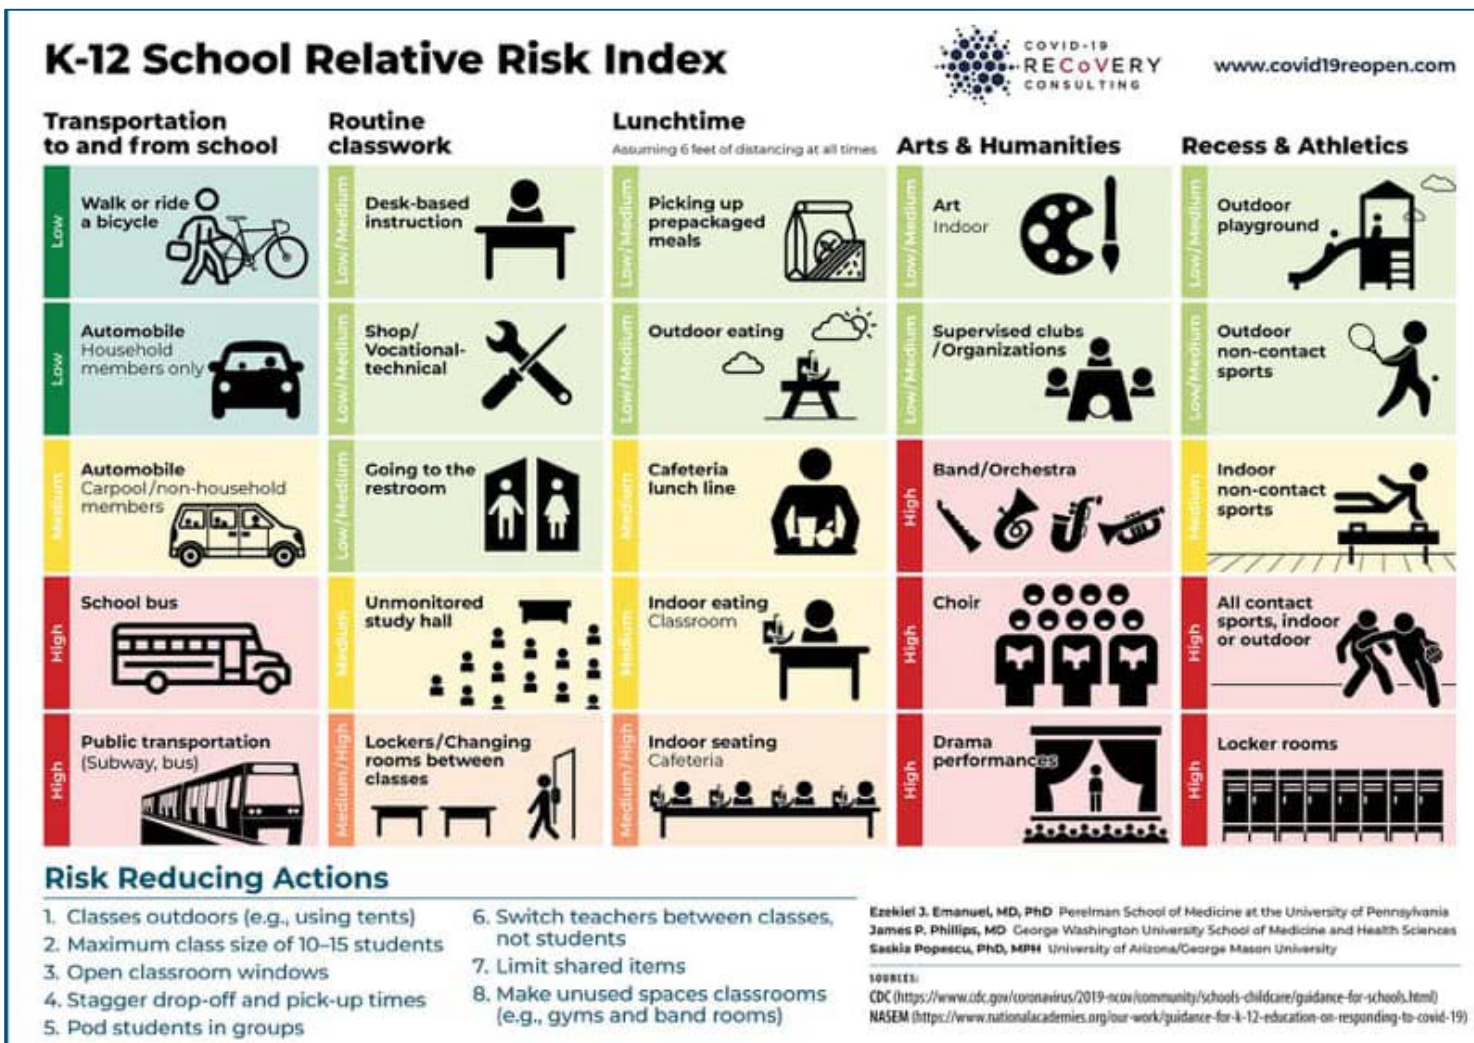 K-12 School Relative Risk Index
COVID-19
RECoVERY
CONSULTING
www.covid19reopen.com
Transportation
to and from school
Low
Walk or ride
a bicycle
Low
Automobile
Household
members only
Medium
Automobile
Carpool/non-household
members
High
School bus
High
Public transportation
(Subway, bus)
Routine
classwork
Low/Medium
Desk-based
instruction
Low/Medium
Shop/
Vocational-
technical
Low/Medium
Going to the
restroom
Medium
Unmonitored
study hall
Medium/High
Lockers/Changing
rooms between
classes
Lunchtime
Assuming 6 feet of distancing at all times
Low/Medium
Picking up
prepackaged
meals
Low/Medium
Outdoor eating
Medium
Cafeteria
lunch line
Medium
Indoor eating
Classroom
Medium/High
Indoor seating
Cafeteria
Arts & Humanities
Low/Medium
Art
Indoor
Low/Medium
Supervised clubs
/Organizations
High
Band/Orchestra
High
Choir
High
Drama
performances
Recess & Athletics
Low/Medium
Outdoor
playground
Low/Medium
Outdoor
non-contact
sports
Medium
Indoor
non-contact
sports
High
All contact
sports, indoor
or outdoor
High
Locker rooms
Risk Reducing Actions
1. Classes outdoors (e.g., using tents)
2. Maximum class size of 10–15 students
3. Open classroom windows
4. Stagger drop-off and pick-up times
5. Pod students in groups
6. Switch teachers between classes,
not students
7. Limit shared items
8. Make unused spaces classrooms
(e.g., gyms and band rooms)
Ezekiel J. Emanuel, MD, PhD Perelman School of Medicine at the University of Pennsylvania
James P. Phillips, MD George Washington University School of Medicine and Health Sciences
Saskia Popescu, PhD, MPH University of Arizona/George Mason University
SOURCES:
CDC (https://www.cdc.gov/coronavirus/2019-ncov/community/schools-childcare/guidance-for-schools.html)
NASEM (https://www.nationalacademies.org/our-work/guidance-for-k-12-education-on-responding-to-covid-19)